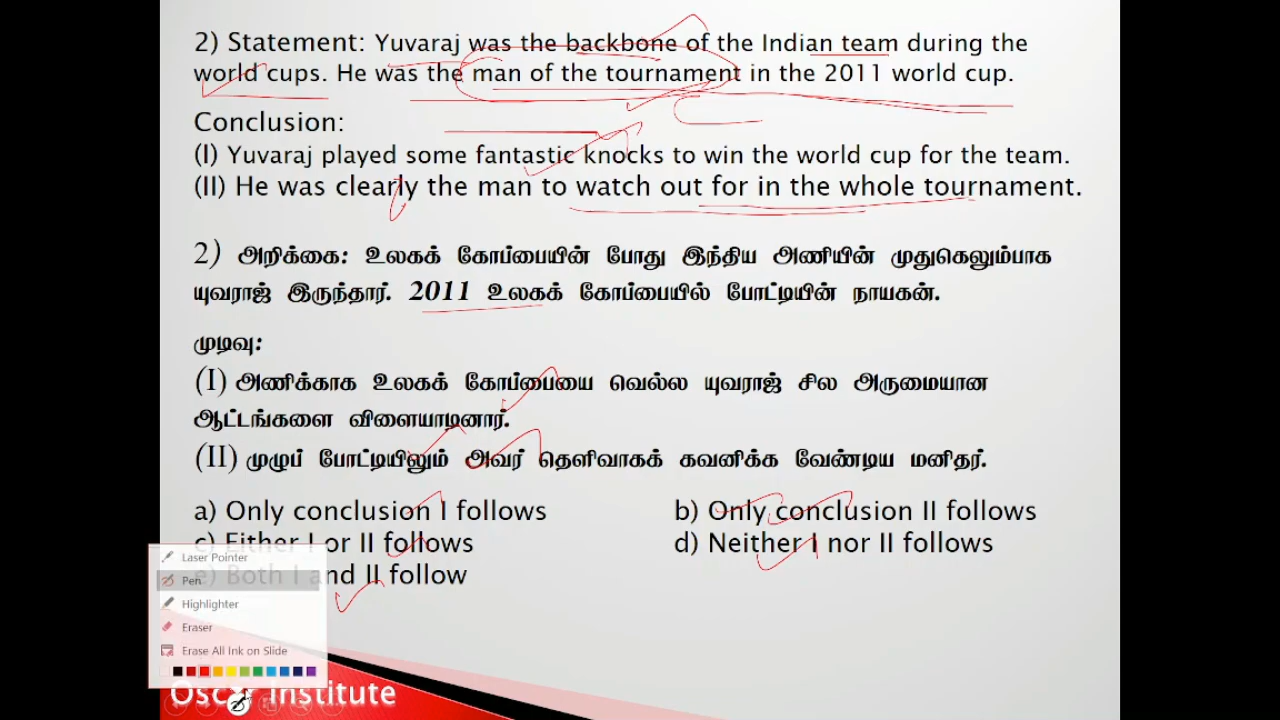 2) Statement: Yuvaraj was the backbone of the Indian team during the
world cups. He was the man of the tournament in the 2011 world cup.
Conclusion:
(I) Yuvaraj played some fantastic knocks to win the world cup for the team.
(II) He was clearly the man to watch out for in the whole tournament.
2) அறிக்கை: உலகக் கோப்பையின் போது இந்திய அணியின் முதுகெலும்பாக
யுவராஜ் இருந்தார். 2011 உலகக் கோப்பையில் போட்டியின் நாயகன்.
முடிவு:
(I) அணிக்காக உலகக் கோப்பையை வெல்ல யுவராஜ் சில அருமையான
ஆட்டங்களை விளையாடினார்.
(II) முழுப் போட்டியிலும் அவர் தெளிவாகக் கவனிக்க வேண்டிய மனிதர்.
a) Only conclusion I follows b) Only conclusion II follows
c) Either I or II follows d) Neither I nor II follows
e) Both I and II follow
Laser Pointer
Pen
Highlighter
Eraser
Erase All Ink on Slide
Oscar Institute